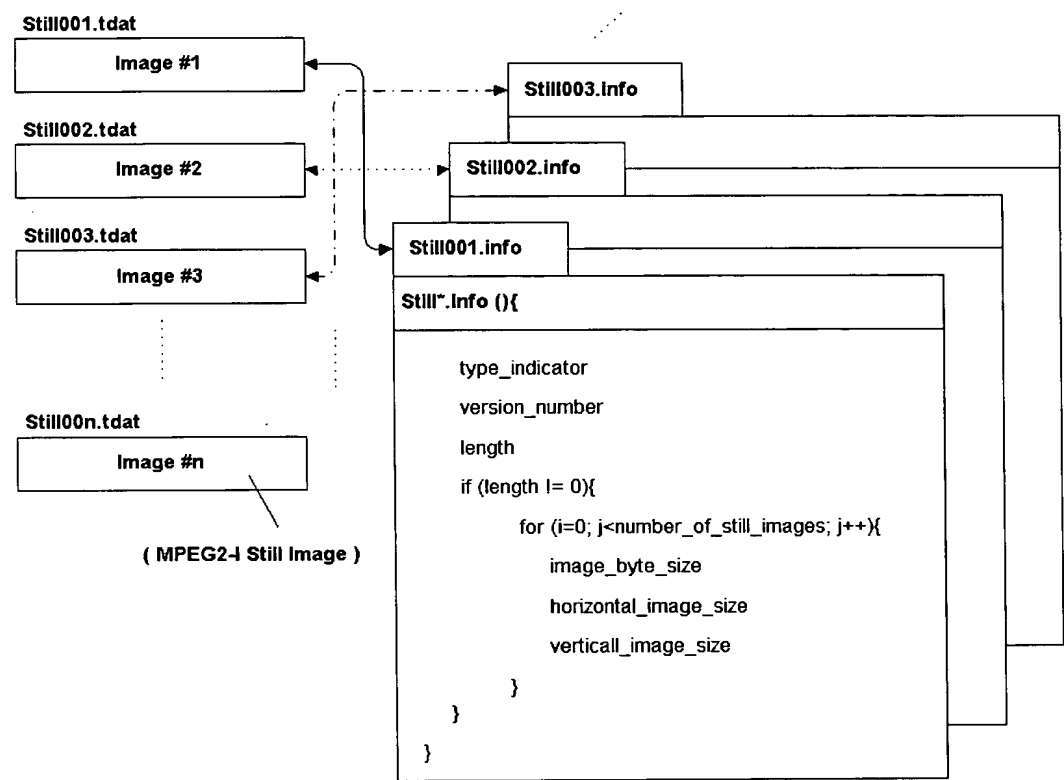 Still001.tdat
Image #1
Still002.tdat
Image #2
Still003.tdat
Image #3
Still00n.tdat
Image #n
( MPEG2-I Still Image )
Still003.Info
Still002.info
Still001.info
Still*.Info (){
type_indicator
version_number
length
if (length != 0){
for (i=0; j<number_of_still_images; j++){
image_byte_size
horizontal_image_size
verticall_image_size
}
}
}